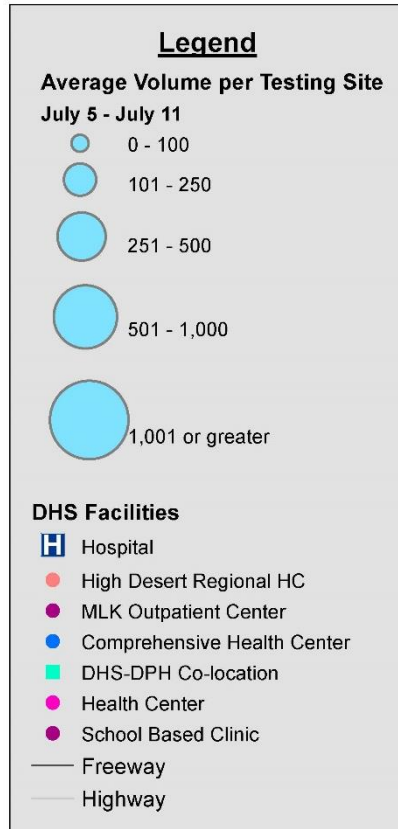 Legend
Average Volume per Testing Site
July 5 - July 11
0 - 100
101 - 250
251 - 500
501 - 1,000
1,001 or greater
DHS Facilities
H Hospital
High Desert Regional HC
MLK Outpatient Center
Comprehensive Health Center
DHS-DPH Co-location
Health Center
School Based Clinic
Freeway
Highway